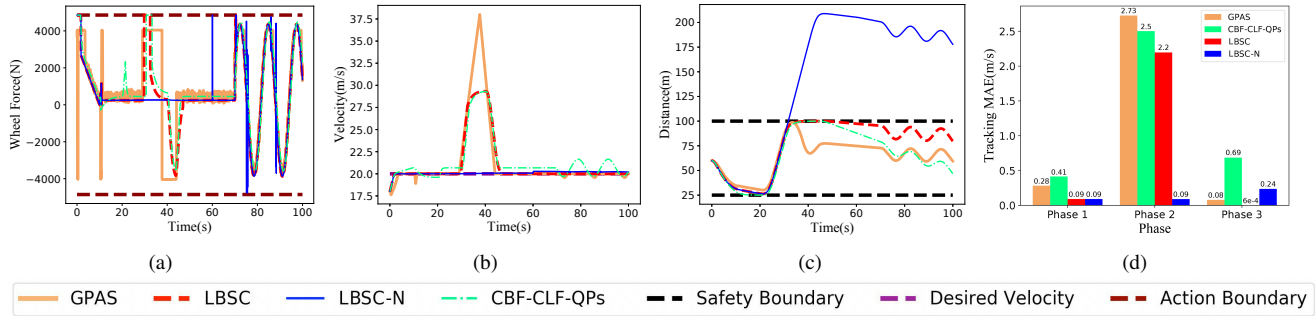 Wheel Force(N)
4000
2000
0
−2000
−4000
0 20 40 60 80 100
Time(s)
(a)
Velocity(m/s)
37.5
35.0
32.5
30.0
27.5
25.0
22.5
20.0
17.5
0 20 40 60 80 100
Time(s)
(b)
Distance(m)
200
175
150
125
100
75
50
25
0 20 40 60 80 100
Time(s)
(c)
Tracking MAE(m/s)
2.5
2.0
1.5
1.0
0.5
0.0
GPAS
CBF-CLF-QPs
LBSC
LBSC-N
0.28 0.41 0.09 0.09
2.73 2.5 2.2 0.09
0.08 0.69 6e-4 0.24
Phase 1 Phase 2 Phase 3
Phase
(d)
GPAS LBSC LBSC-N CBF-CLF-QPs Safety Boundary Desired Velocity Action Boundary